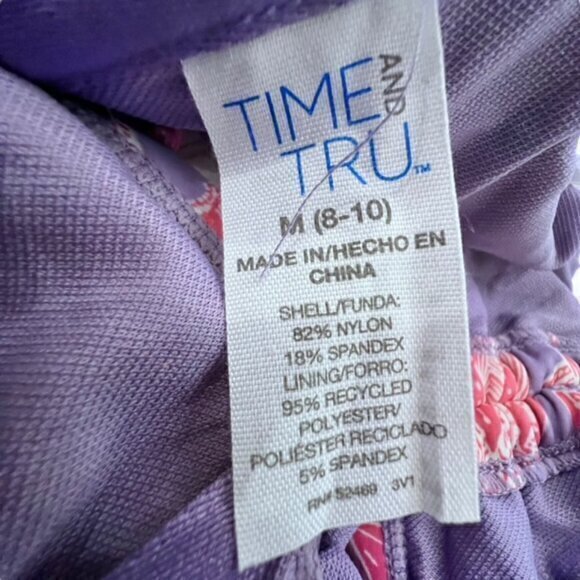 TIME AND
TRU™
M (8-10)
MADE IN/HECHO EN
CHINA
SHELL/FUNDA:
82% NYLON
18% SPANDEX
LINING/FORRO:
95% RECYCLED
POLYESTER/
POLIÉSTER RECICLADO
5% SPANDEX
RN# 52469 3V1